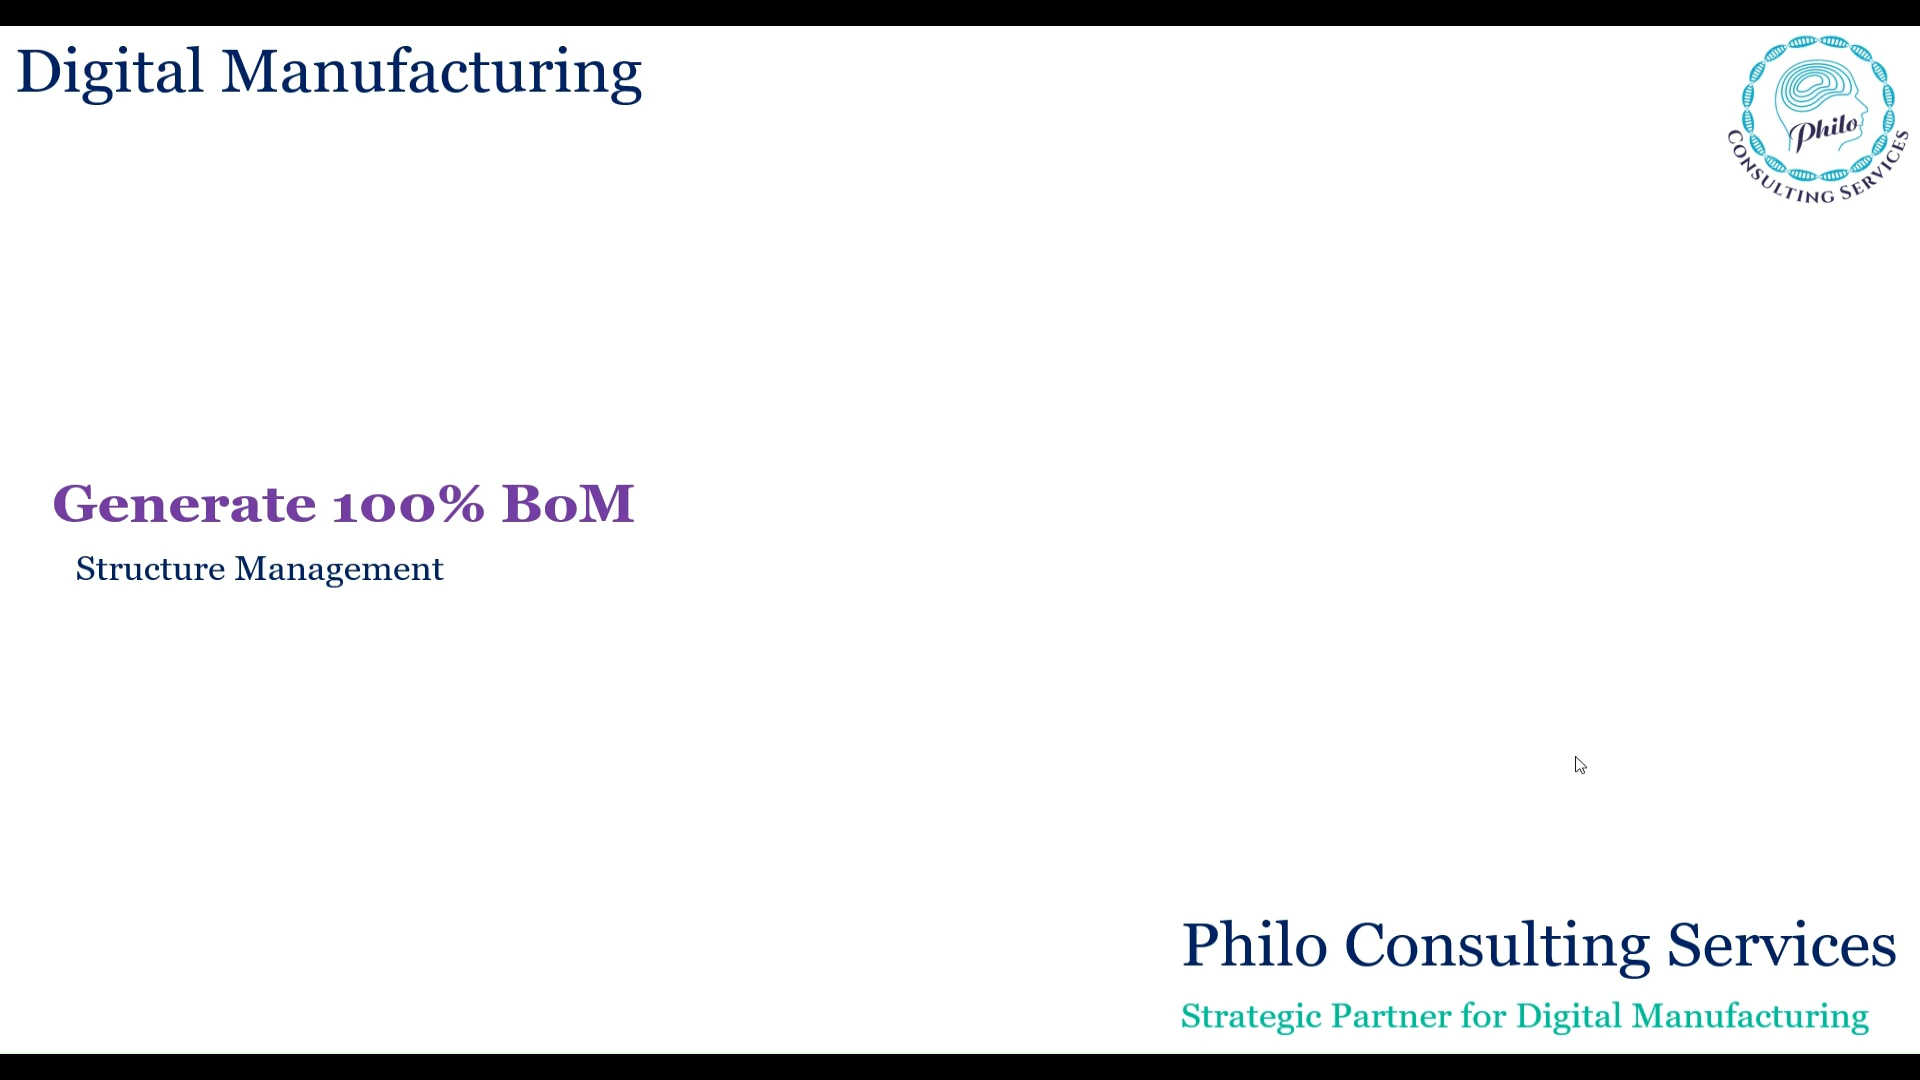 Digital Manufacturing
Philo
CONSULTING SERVICES
Generate 100% BoM
Structure Management
Philo Consulting Services
Strategic Partner for Digital Manufacturing